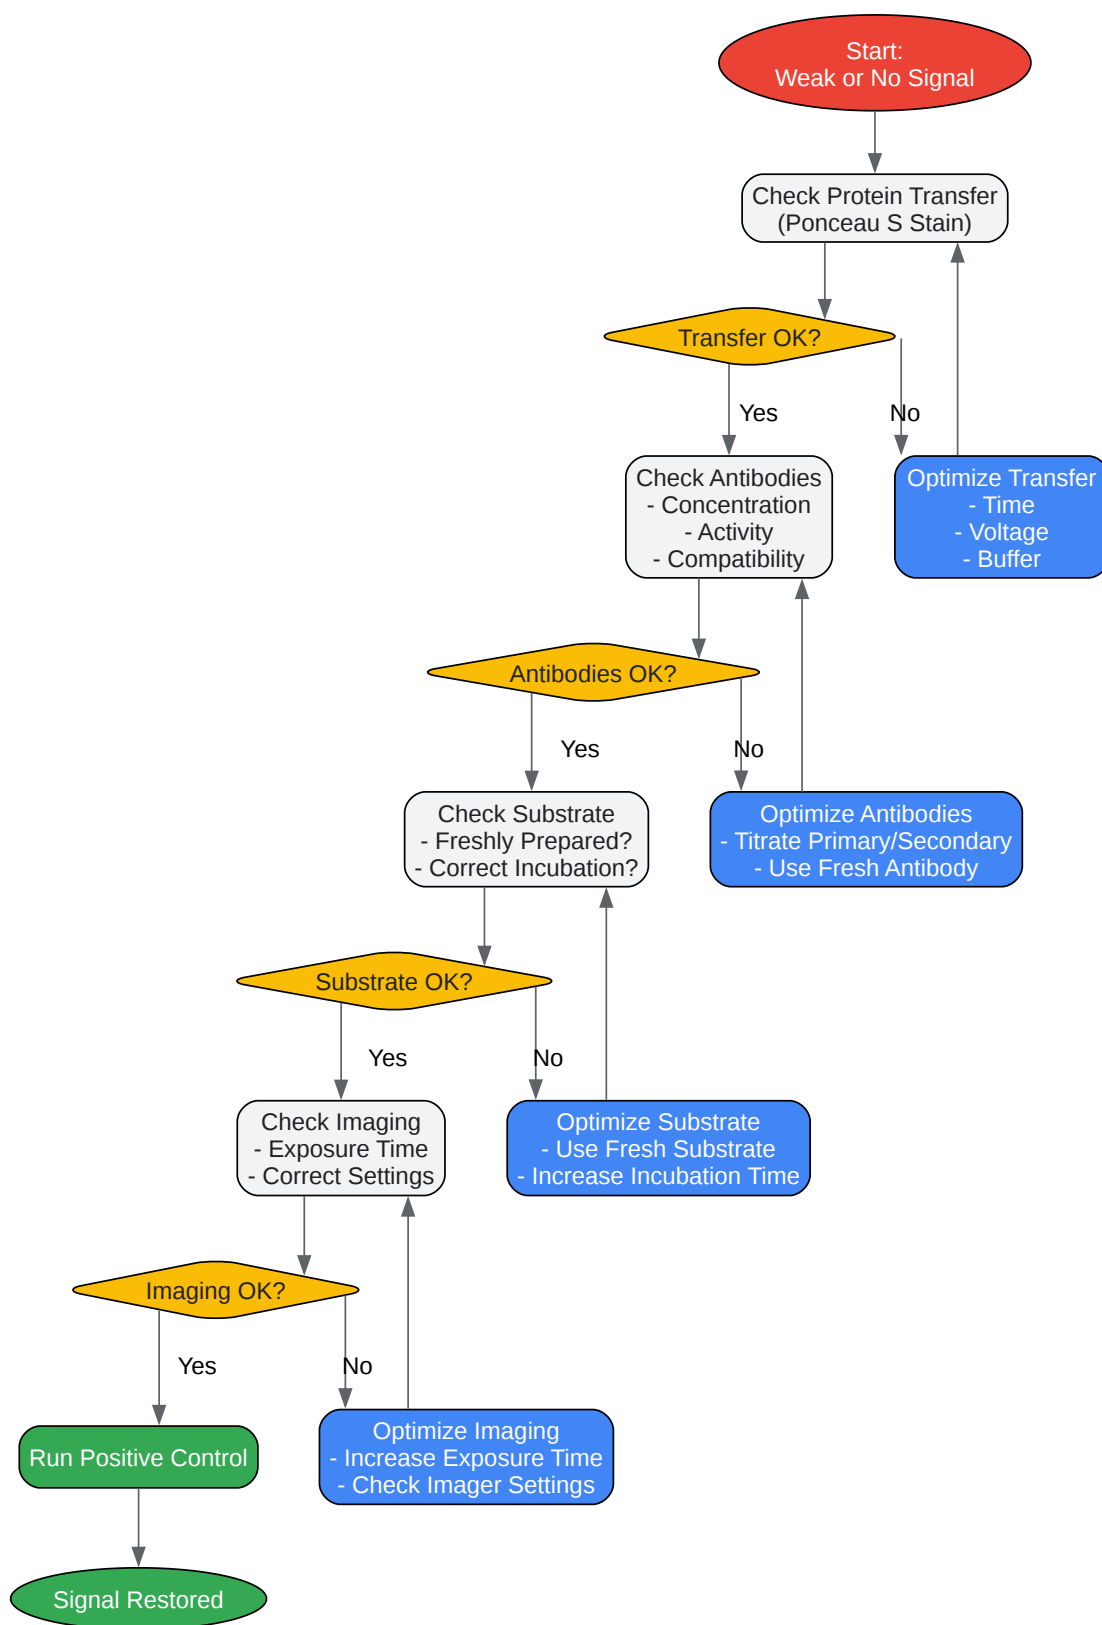 Start:
Weak or No Signal
Check Protein Transfer
(Ponceau S Stain)
Transfer OK?
Yes
No
Check Antibodies
- Concentration
- Activity
- Compatibility
Optimize Transfer
- Time
- Voltage
- Buffer
Antibodies OK?
Yes
No
Check Substrate
- Freshly Prepared?
- Correct Incubation?
Optimize Antibodies
- Titrate Primary/Secondary
- Use Fresh Antibody
Substrate OK?
Yes
No
Check Imaging
- Exposure Time
- Correct Settings
Optimize Substrate
- Use Fresh Substrate
- Increase Incubation Time
Imaging OK?
Yes
No
Run Positive Control
Optimize Imaging
- Increase Exposure Time
- Check Imager Settings
Signal Restored